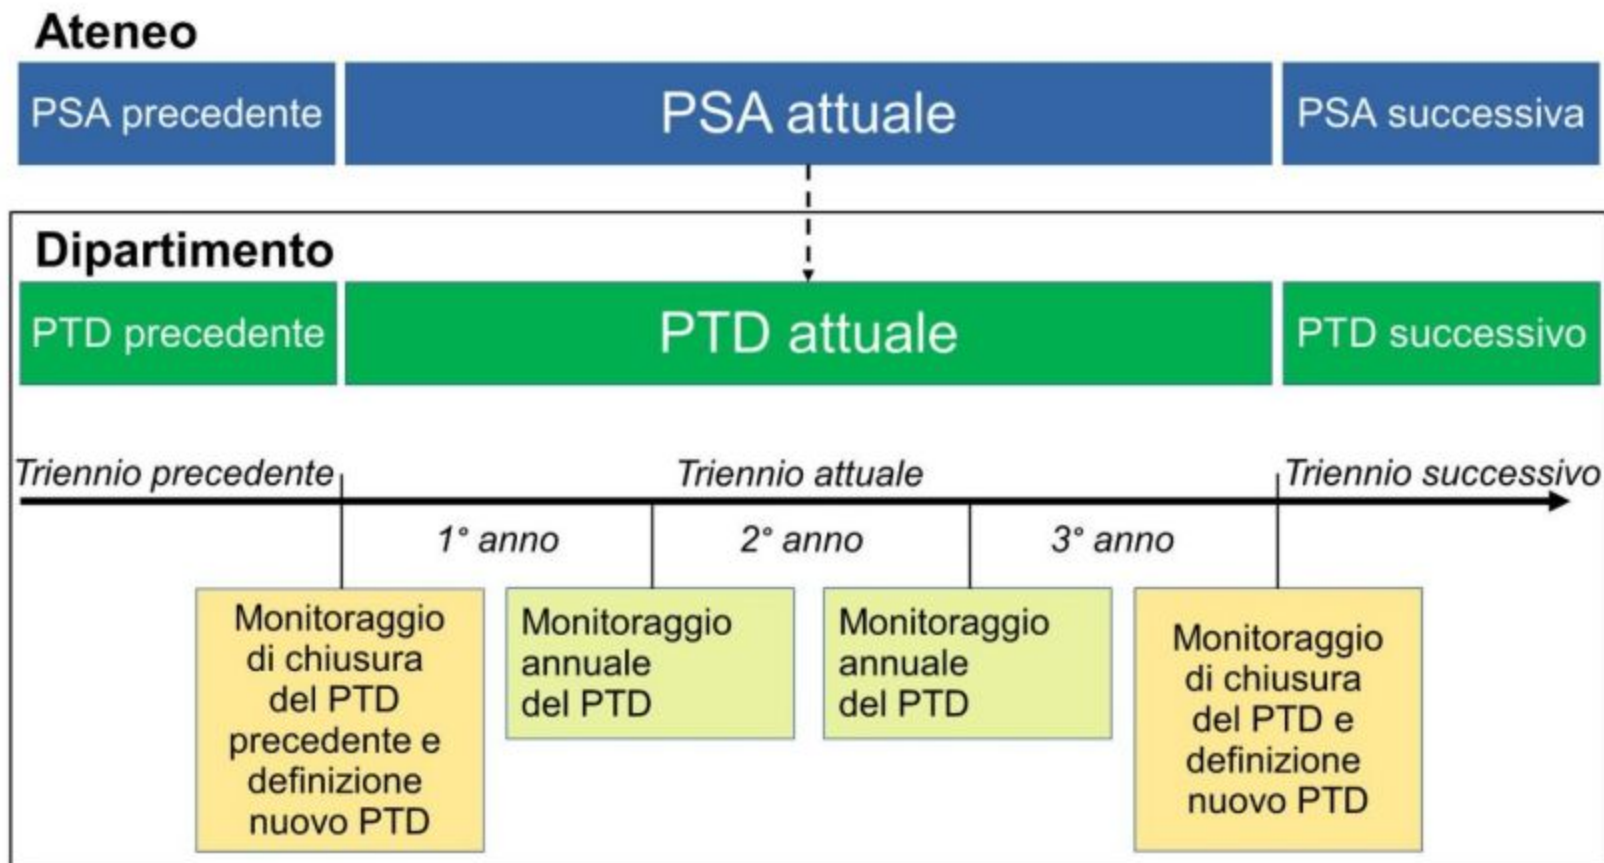 Ateneo
PSA precedente
PSA attuale
PSA successiva
Dipartimento
PTD precedente
PTD attuale
PTD successivo
Triennio precedente
Triennio attuale
Triennio successivo
1° anno
2° anno
3° anno
Monitoraggio
di chiusura
del PTD
precedente e
definizione
nuovo PTD
Monitoraggio
annuale
del PTD
Monitoraggio
annuale
del PTD
Monitoraggio
di chiusura
del PTD e
definizione
nuovo PTD